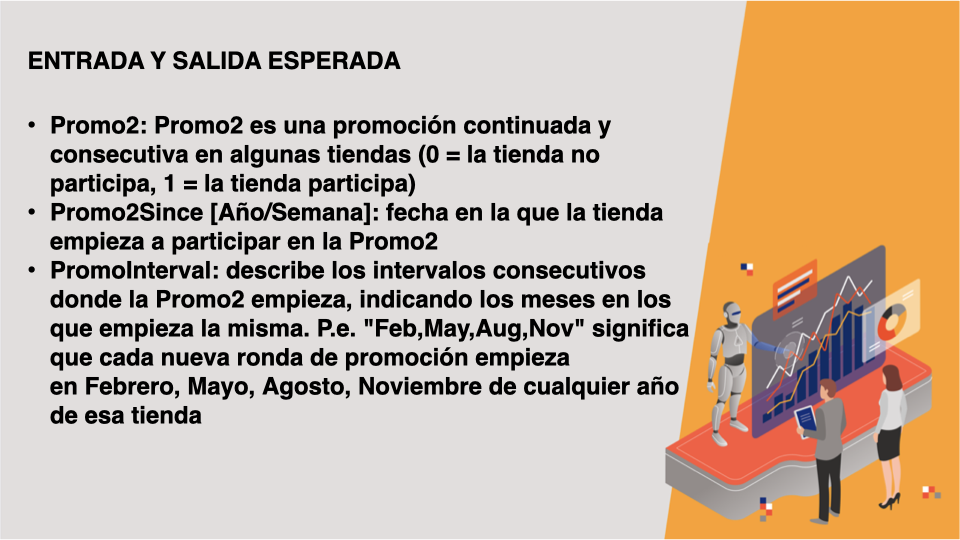 ENTRADA Y SALIDA ESPERADA
• Promo2: Promo2 es una promoción continuada y
consecutiva en algunas tiendas (0 = la tienda no
participa, 1 = la tienda participa)
• Promo2Since [Año/Semana]: fecha en la que la tienda
empieza a participar en la Promo2
• PromoInterval: describe los intervalos consecutivos
donde la Promo2 empieza, indicando los meses en los
que empieza la misma. P.e. "Feb,May,Aug,Nov" significa
que cada nueva ronda de promoción empieza
en Febrero, Mayo, Agosto, Noviembre de cualquier año
de esa tienda